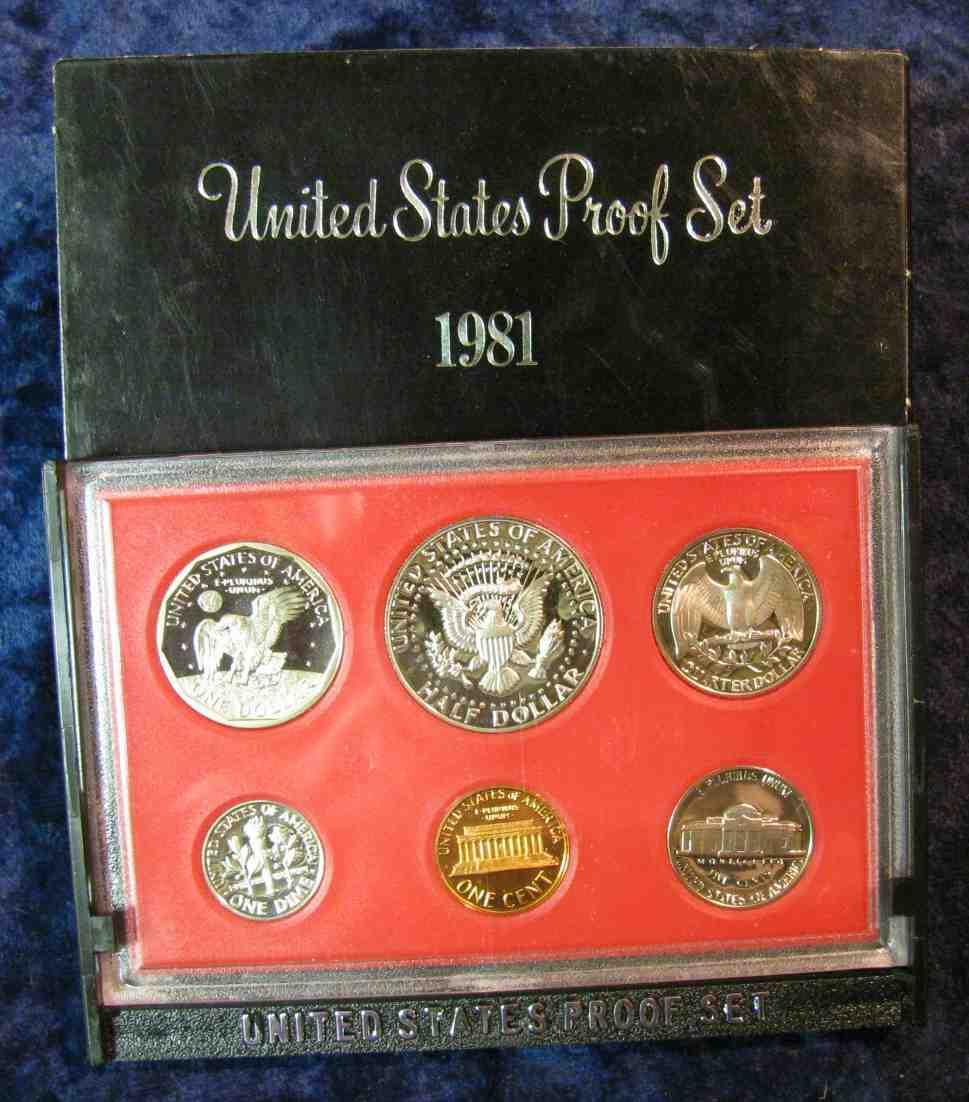 United States Proof Set
1981
UNITED STATES OF AMERICA
E·PLURIBUS
·UNUM·
ONE DOLLAR
UNITED STATES OF AMERICA
HALF DOLLAR
UNITED STATES OF AMERICA
E·PLURIBUS
UNUM
QUARTER DOLLAR
UNITED STATES OF AMERICA
ONE DIME
UNITED STATES OF AMERICA
E·PLURIBUS
·UNUM·
ONE CENT
E PLURIBUS UNUM
MONTICELLO
FIVE CENTS
UNITED STATES OF AMERICA
UNITED STATES PROOF SET